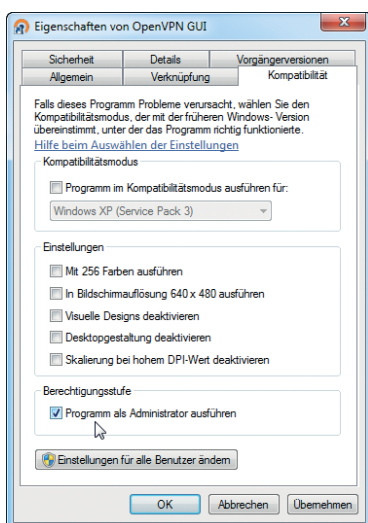 Eigenschaften von OpenVPN GUI
Sicherheit Details Vorgängerversionen
Allgemein Verknüpfung Kompatibilität
Falls dieses Programm Probleme verursacht, wählen Sie den
Kompatibilitätsmodus, der mit der früheren Windows- Version
übereinstimmt, unter der das Programm richtig funktionierte.
Hilfe beim Auswählen der Einstellungen
Kompatibilitätsmodus
Programm im Kompatibilitätsmodus ausführen für:
Windows XP (Service Pack 3)
Einstellungen
Mit 256 Farben ausführen
In Bildschirmauflösung 640 x 480 ausführen
Visuelle Designs deaktivieren
Desktopgestaltung deaktivieren
Skalierung bei hohem DPI-Wert deaktivieren
Berechtigungsstufe
Programm als Administrator ausführen
Einstellungen für alle Benutzer ändern
OK Abbrechen Übernehmen